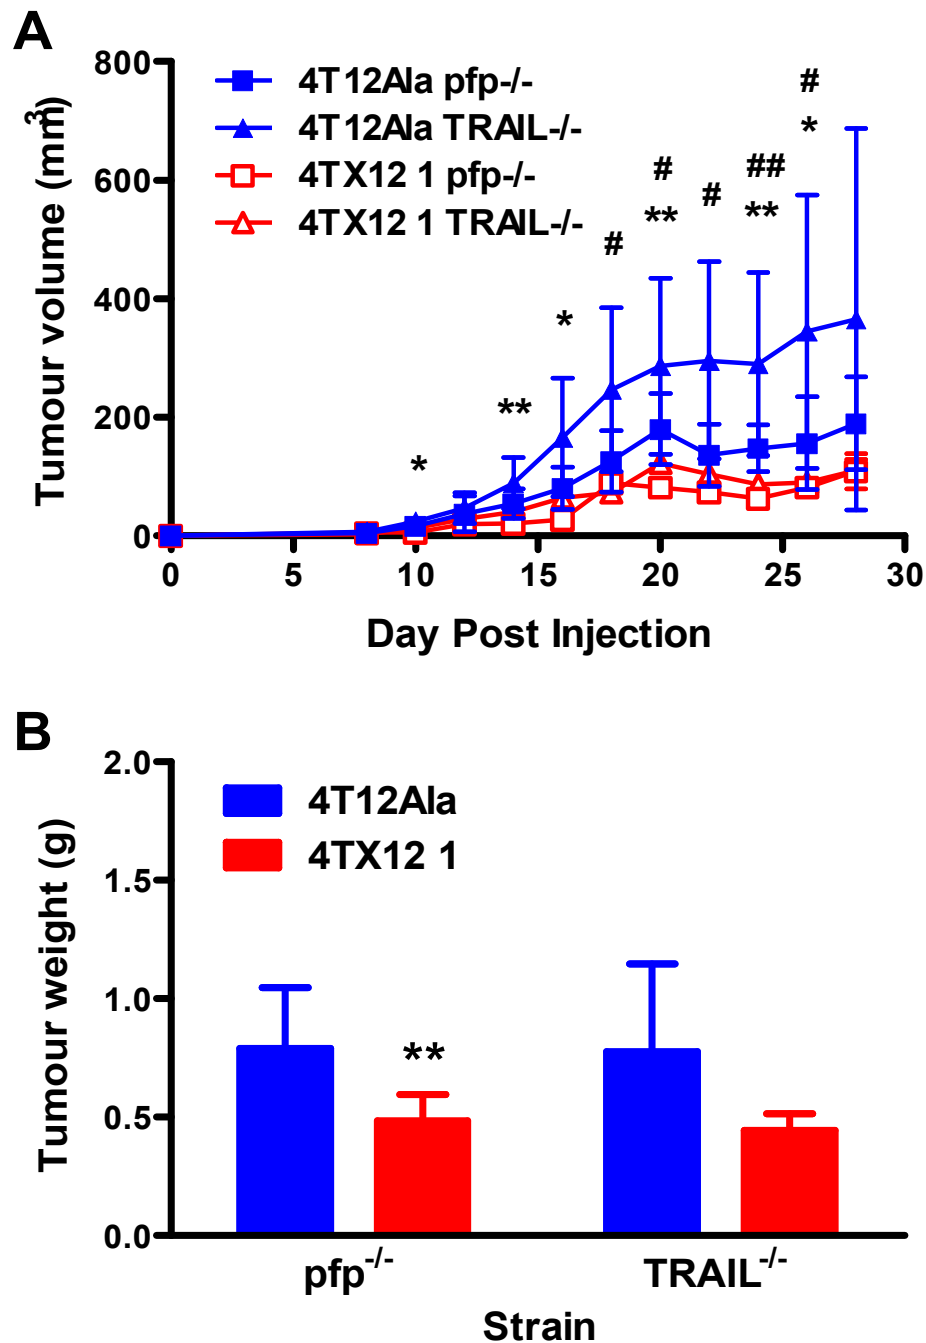 A
800
600
400
200
0
Tumour volume (mm3)
4T12Ala pfp-/-
4T12Ala TRAIL-/-
4TX12 1 pfp-/-
4TX12 1 TRAIL-/-
*
**
*
#
#
**
#
##
**
#
*
0 5 10 15 20 25 30
Day Post Injection
B
2.0
1.5
1.0
0.5
0.0
Tumour weight (g)
4T12Ala
4TX12 1
**
pfp-/- TRAIL-/-
Strain